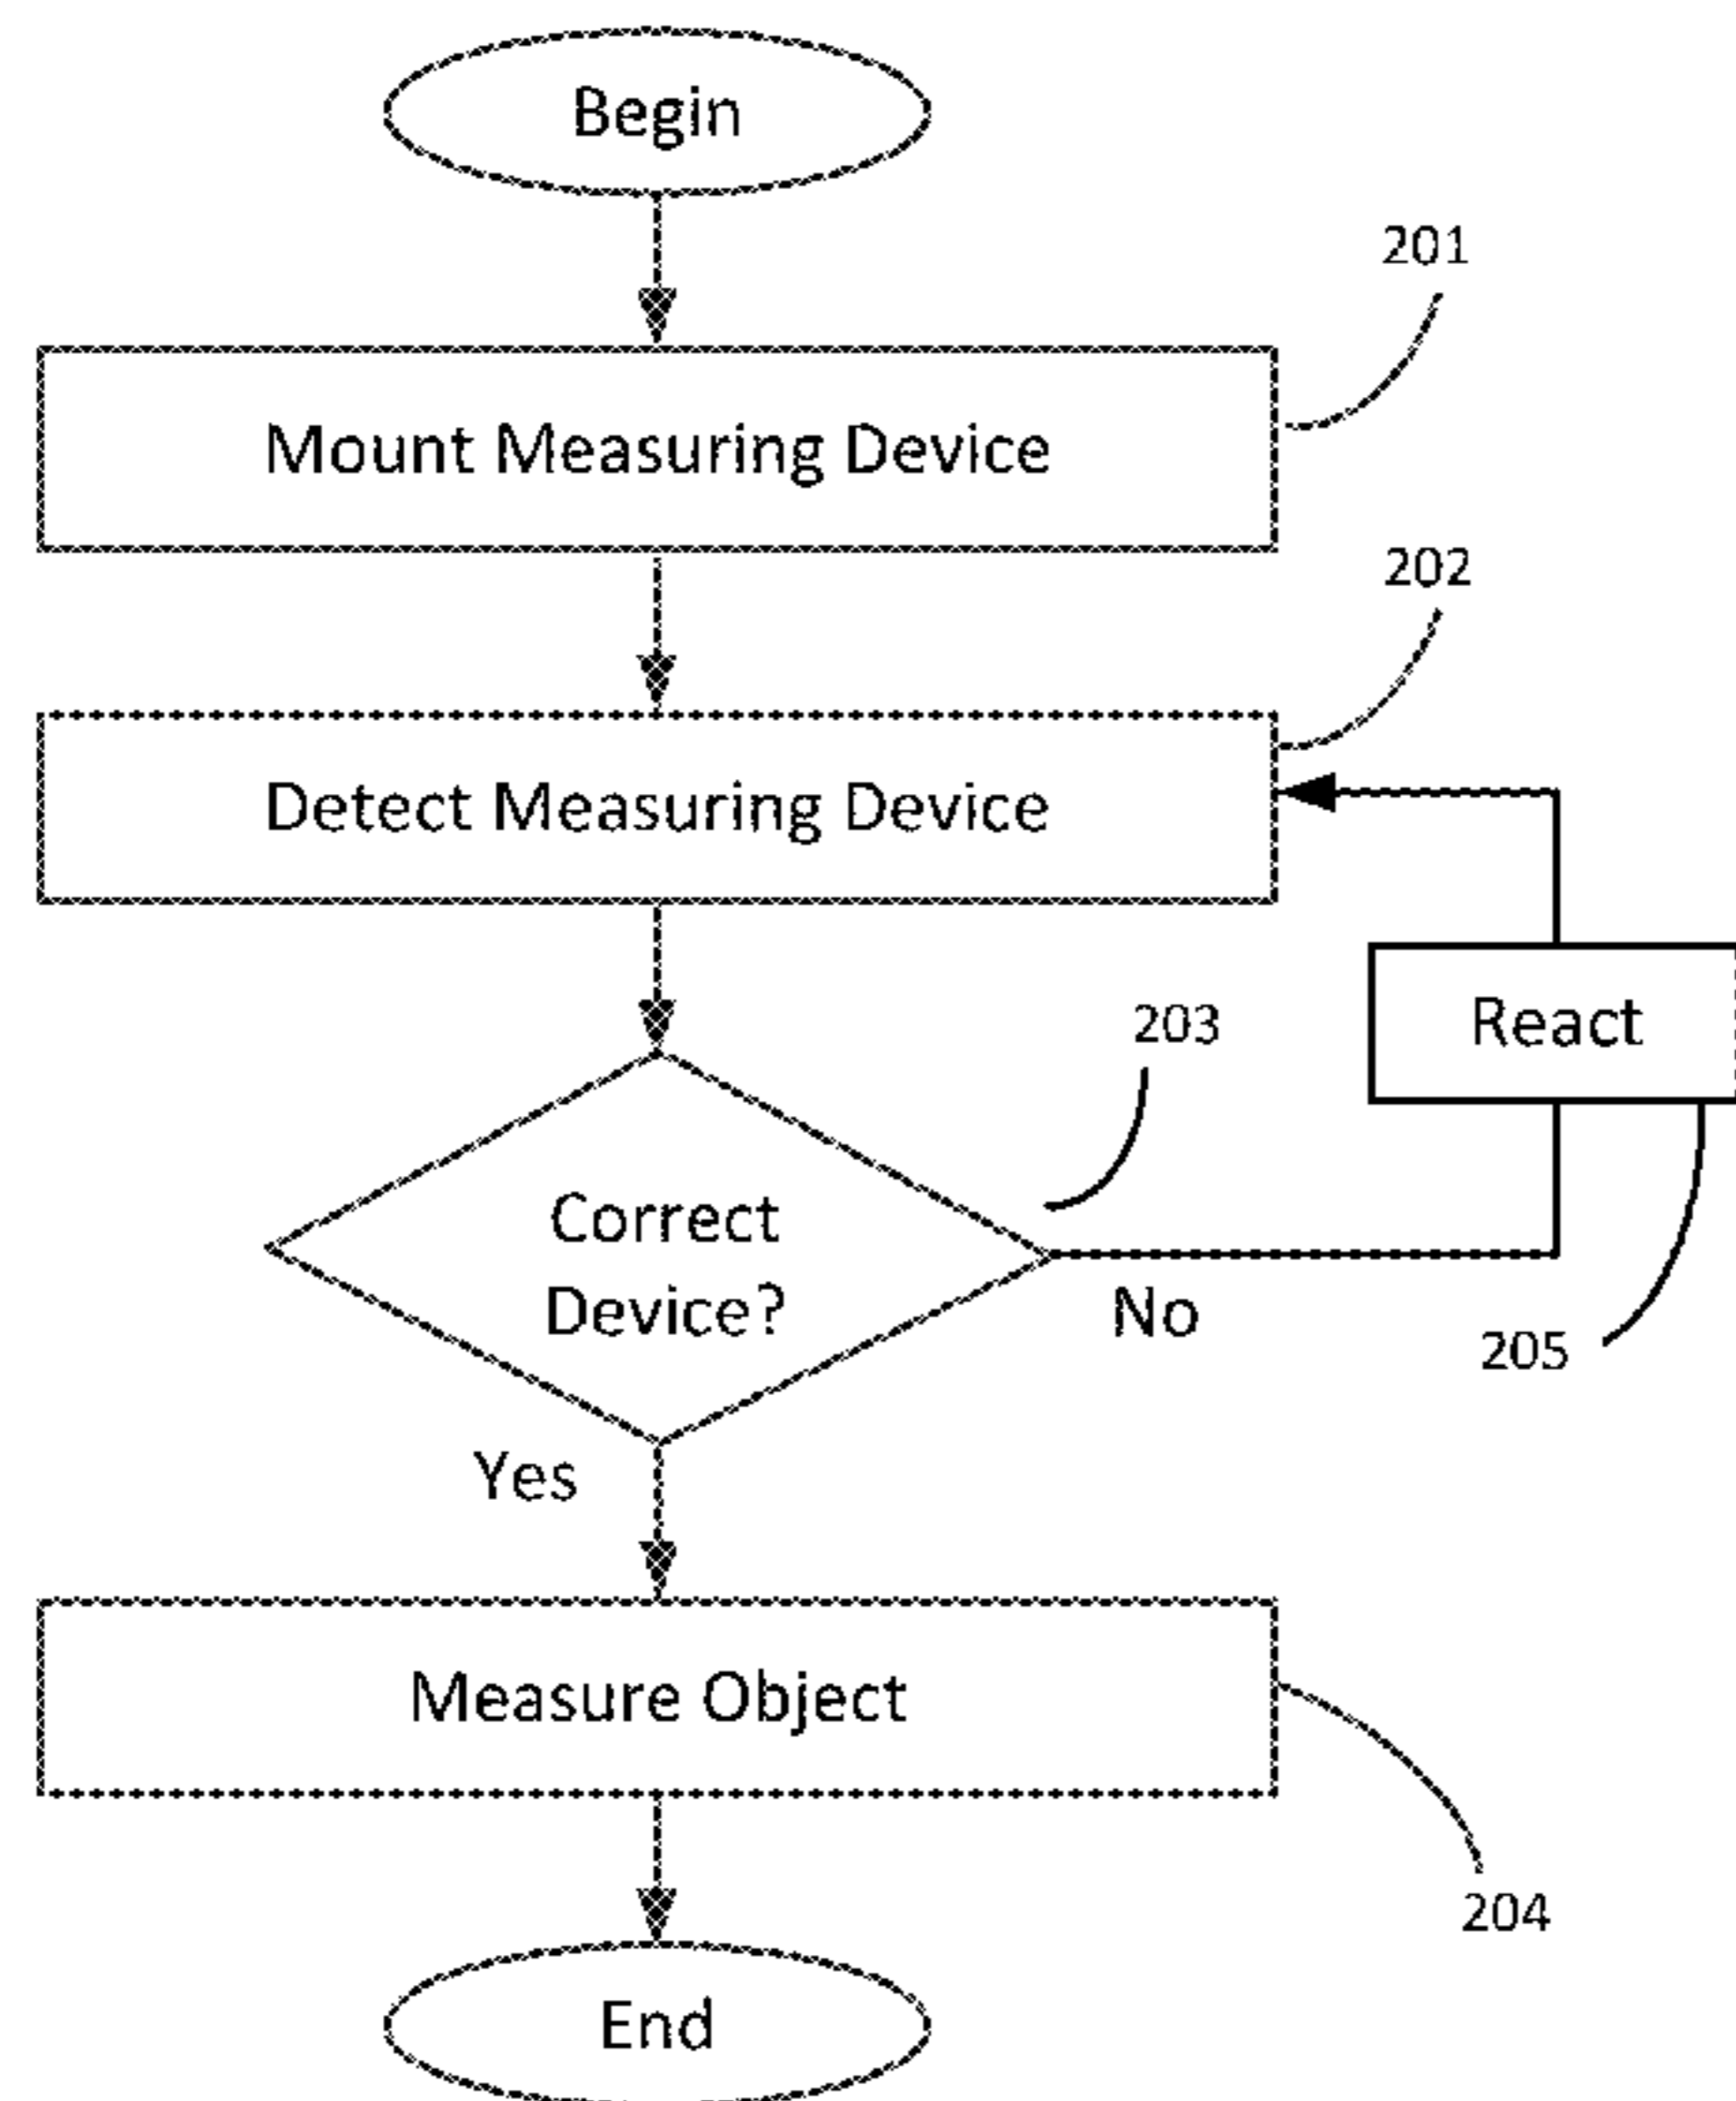 Begin
201
Mount Measuring Device
202
Detect Measuring Device
React
203
Correct
Device?
No
205
Yes
Measure Object
204
End